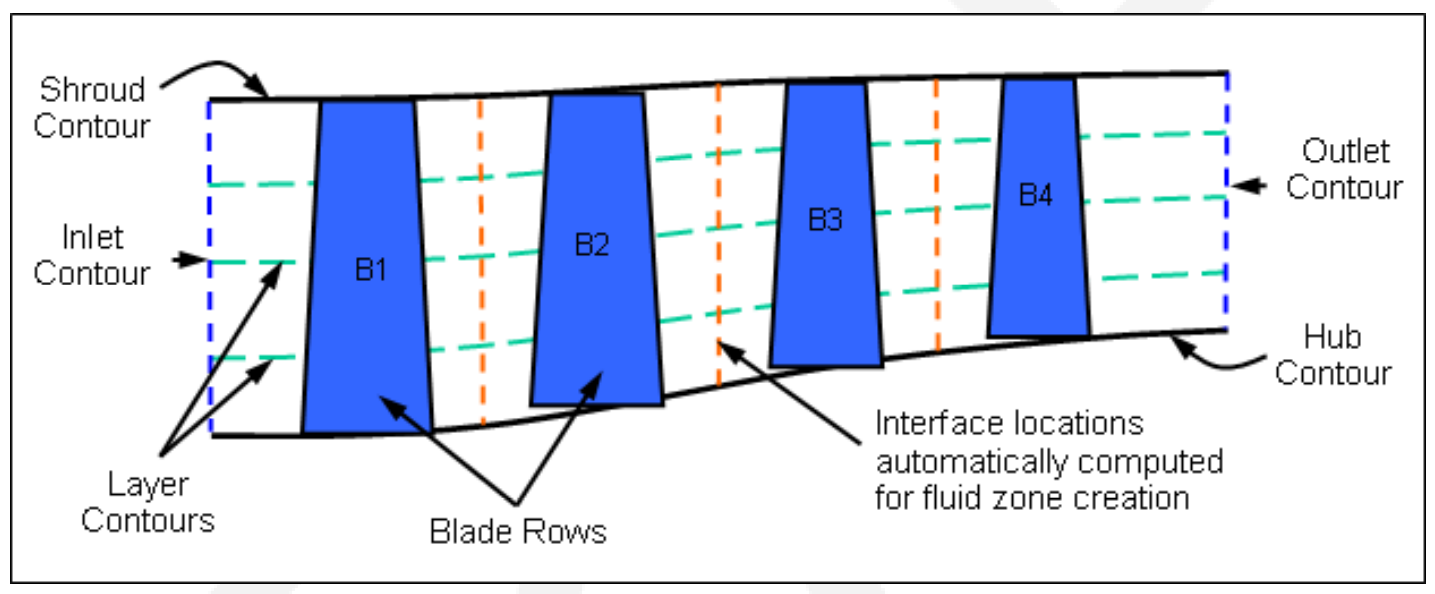 Shroud
Contour
Inlet
Contour
B1
B2
B3
B4
Outlet
Contour
Hub
Contour
Layer
Contours
Blade Rows
Interface locations
automatically computed
for fluid zone creation